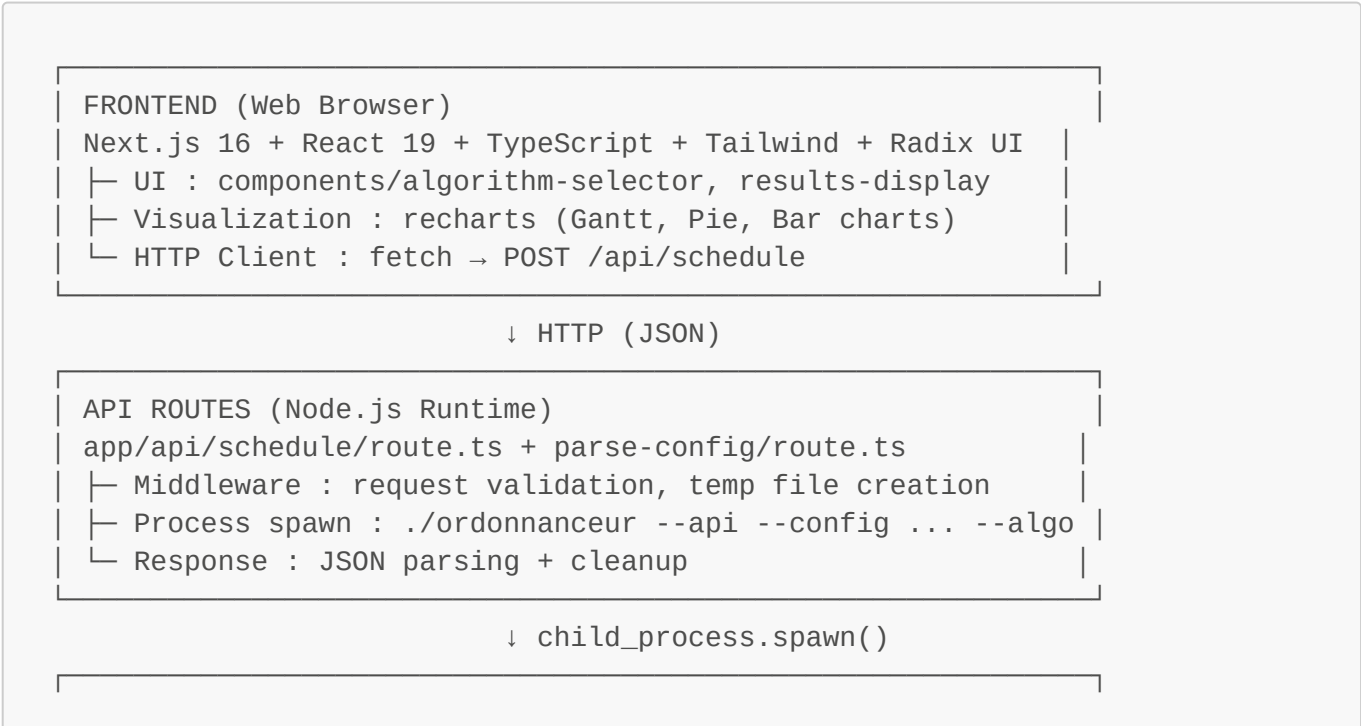 FRONTEND (Web Browser)
Next.js 16 + React 19 + TypeScript + Tailwind + Radix UI
├─ UI : components/algorithm-selector, results-display
├─ Visualization : recharts (Gantt, Pie, Bar charts)
└─ HTTP Client : fetch → POST /api/schedule
↓ HTTP (JSON)
API ROUTES (Node.js Runtime)
app/api/schedule/route.ts + parse-config/route.ts
├─ Middleware : request validation, temp file creation
├─ Process spawn : ./ordonnanceur --api --config ... --algo
└─ Response : JSON parsing + cleanup
↓ child_process.spawn()